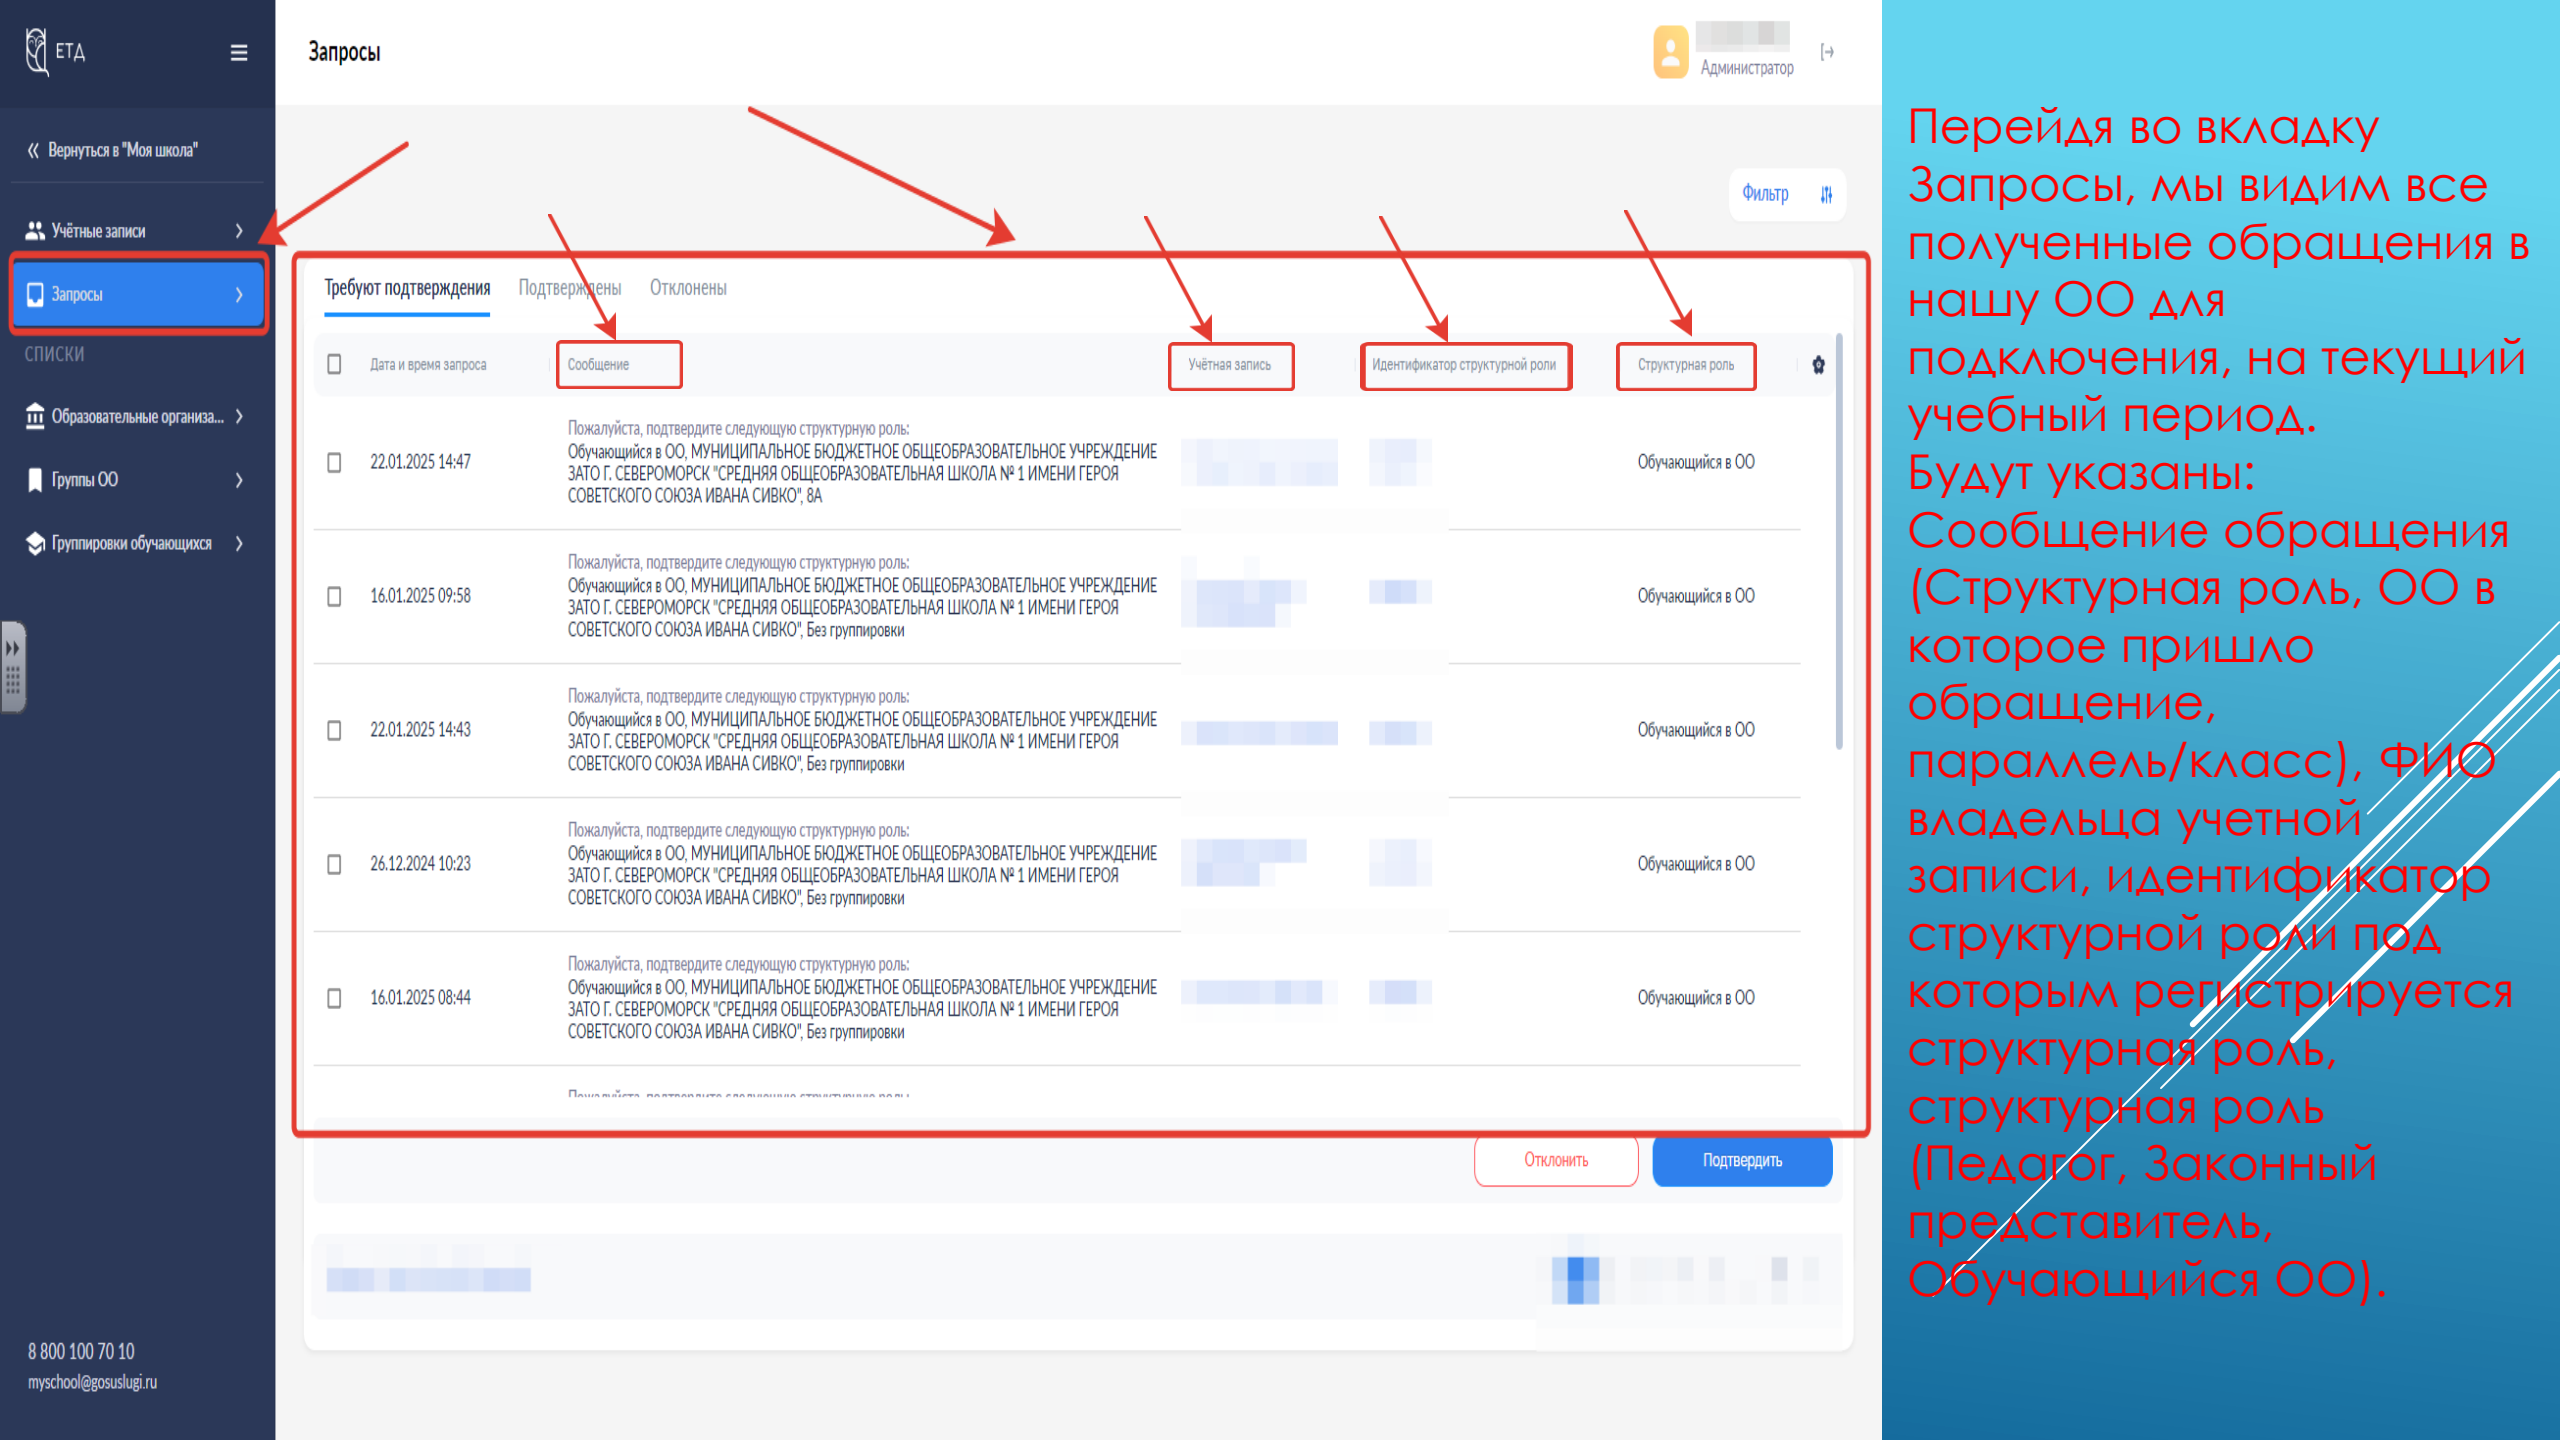 ЕТД
Вернуться в "Моя школа"
Учётные записи
Запросы
СПИСКИ
Образовательные организа...
Группы ОО
Группировки обучающихся
8 800 100 70 10
myschool@gosuslugi.ru
Запросы
Администратор
Фильтр
Требуют подтверждения Подтверждены Отклонены
Дата и время запроса Сообщение Учётная запись Идентификатор структурной роли Структурная роль
Пожалуйста, подтвердите следующую структурную роль:
Обучающийся в ОО, МУНИЦИПАЛЬНОЕ БЮДЖЕТНОЕ ОБЩЕОБРАЗОВАТЕЛЬНОЕ УЧРЕЖДЕНИЕ
22.01.2025 14:47 ЗАТО Г. СЕВЕРОМОРСК "СРЕДНЯЯ ОБЩЕОБРАЗОВАТЕЛЬНАЯ ШКОЛА № 1 ИМЕНИ ГЕРОЯ Обучающийся в ОО
СОВЕТСКОГО СОЮЗА ИВАНА СИВКО", 8А
Пожалуйста, подтвердите следующую структурную роль:
Обучающийся в ОО, МУНИЦИПАЛЬНОЕ БЮДЖЕТНОЕ ОБЩЕОБРАЗОВАТЕЛЬНОЕ УЧРЕЖДЕНИЕ
16.01.2025 09:58 ЗАТО Г. СЕВЕРОМОРСК "СРЕДНЯЯ ОБЩЕОБРАЗОВАТЕЛЬНАЯ ШКОЛА № 1 ИМЕНИ ГЕРОЯ Обучающийся в ОО
СОВЕТСКОГО СОЮЗА ИВАНА СИВКО", Без группировки
Пожалуйста, подтвердите следующую структурную роль:
Обучающийся в ОО, МУНИЦИПАЛЬНОЕ БЮДЖЕТНОЕ ОБЩЕОБРАЗОВАТЕЛЬНОЕ УЧРЕЖДЕНИЕ
22.01.2025 14:43 ЗАТО Г. СЕВЕРОМОРСК "СРЕДНЯЯ ОБЩЕОБРАЗОВАТЕЛЬНАЯ ШКОЛА № 1 ИМЕНИ ГЕРОЯ Обучающийся в ОО
СОВЕТСКОГО СОЮЗА ИВАНА СИВКО", Без группировки
Пожалуйста, подтвердите следующую структурную роль:
Обучающийся в ОО, МУНИЦИПАЛЬНОЕ БЮДЖЕТНОЕ ОБЩЕОБРАЗОВАТЕЛЬНОЕ УЧРЕЖДЕНИЕ
26.12.2024 10:23 ЗАТО Г. СЕВЕРОМОРСК "СРЕДНЯЯ ОБЩЕОБРАЗОВАТЕЛЬНАЯ ШКОЛА № 1 ИМЕНИ ГЕРОЯ Обучающийся в ОО
СОВЕТСКОГО СОЮЗА ИВАНА СИВКО", Без группировки
Пожалуйста, подтвердите следующую структурную роль:
Обучающийся в ОО, МУНИЦИПАЛЬНОЕ БЮДЖЕТНОЕ ОБЩЕОБРАЗОВАТЕЛЬНОЕ УЧРЕЖДЕНИЕ
16.01.2025 08:44 ЗАТО Г. СЕВЕРОМОРСК "СРЕДНЯЯ ОБЩЕОБРАЗОВАТЕЛЬНАЯ ШКОЛА № 1 ИМЕНИ ГЕРОЯ Обучающийся в ОО
СОВЕТСКОГО СОЮЗА ИВАНА СИВКО", Без группировки
Пожалуйста, подтвердите следующую структурную роль:
Отклонить Подтвердить
Перейдя во вкладку
Запросы, мы видим все
полученные обращения в
нашу ОО для
подключения, на текущий
учебный период.
Будут указаны:
Сообщение обращения
(Структурная роль, ОО в
которое пришло
обращение,
параллель/класс), ФИО
владельца учетной
записи, идентификатор
структурной роли под
которым регистрируется
структурная роль,
структурная роль
(Педагог, Законный
представитель,
Обучающийся ОО).